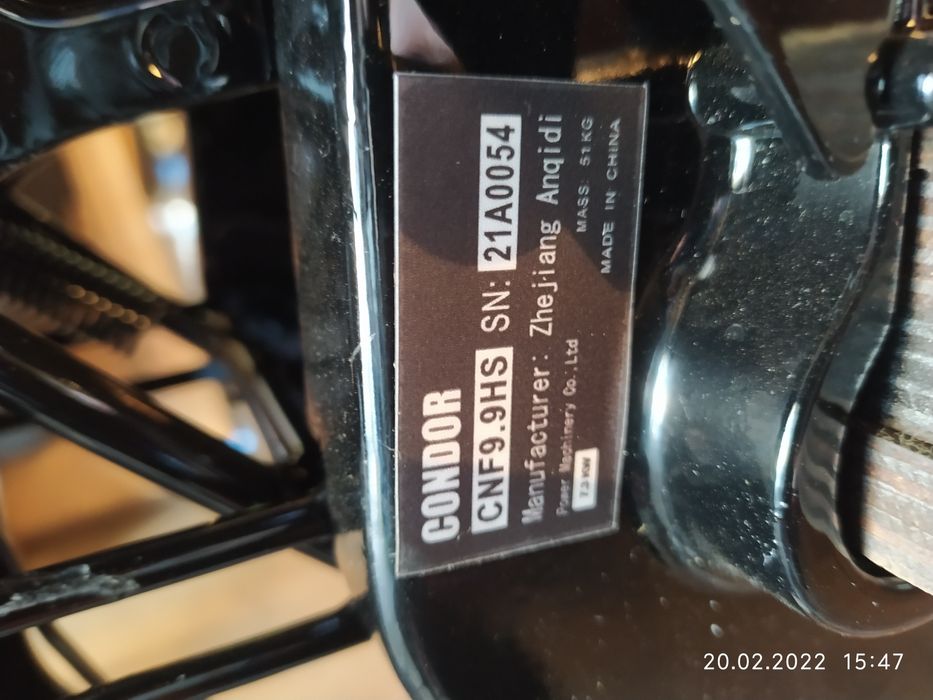 CONDOR
CNF9.9HS SN: 21A0054
Manufacturer: Zhejiang Anqidi
Power Machinery Co.,Ltd MASS: 51KG
7.3 KW MADE IN CHINA
20.02.2022 15:47